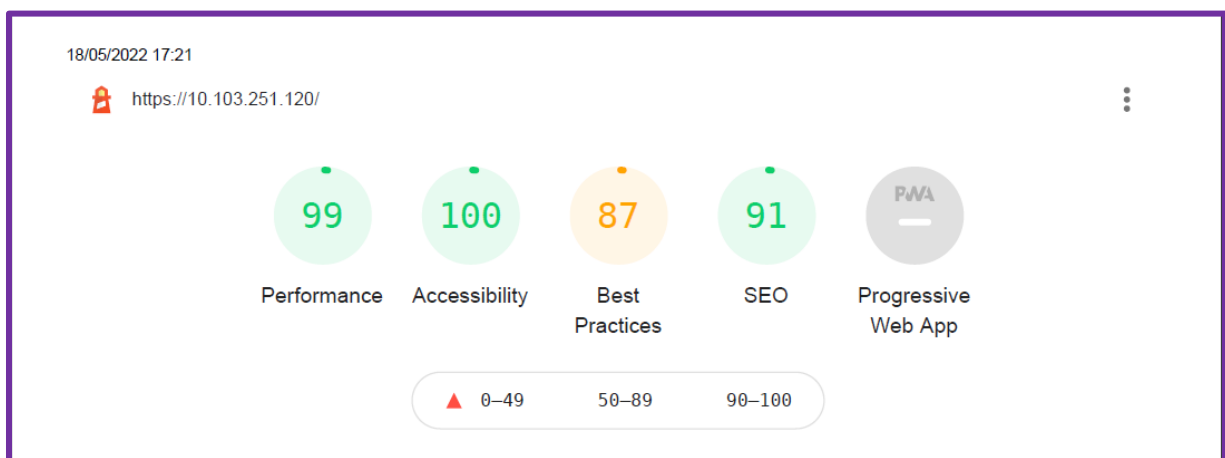 18/05/2022 17:21
https://10.103.251.120/
99
100
87
91
PWA
Performance
Accessibility
Best
Practices
SEO
Progressive
Web App
0–49
50–89
90–100